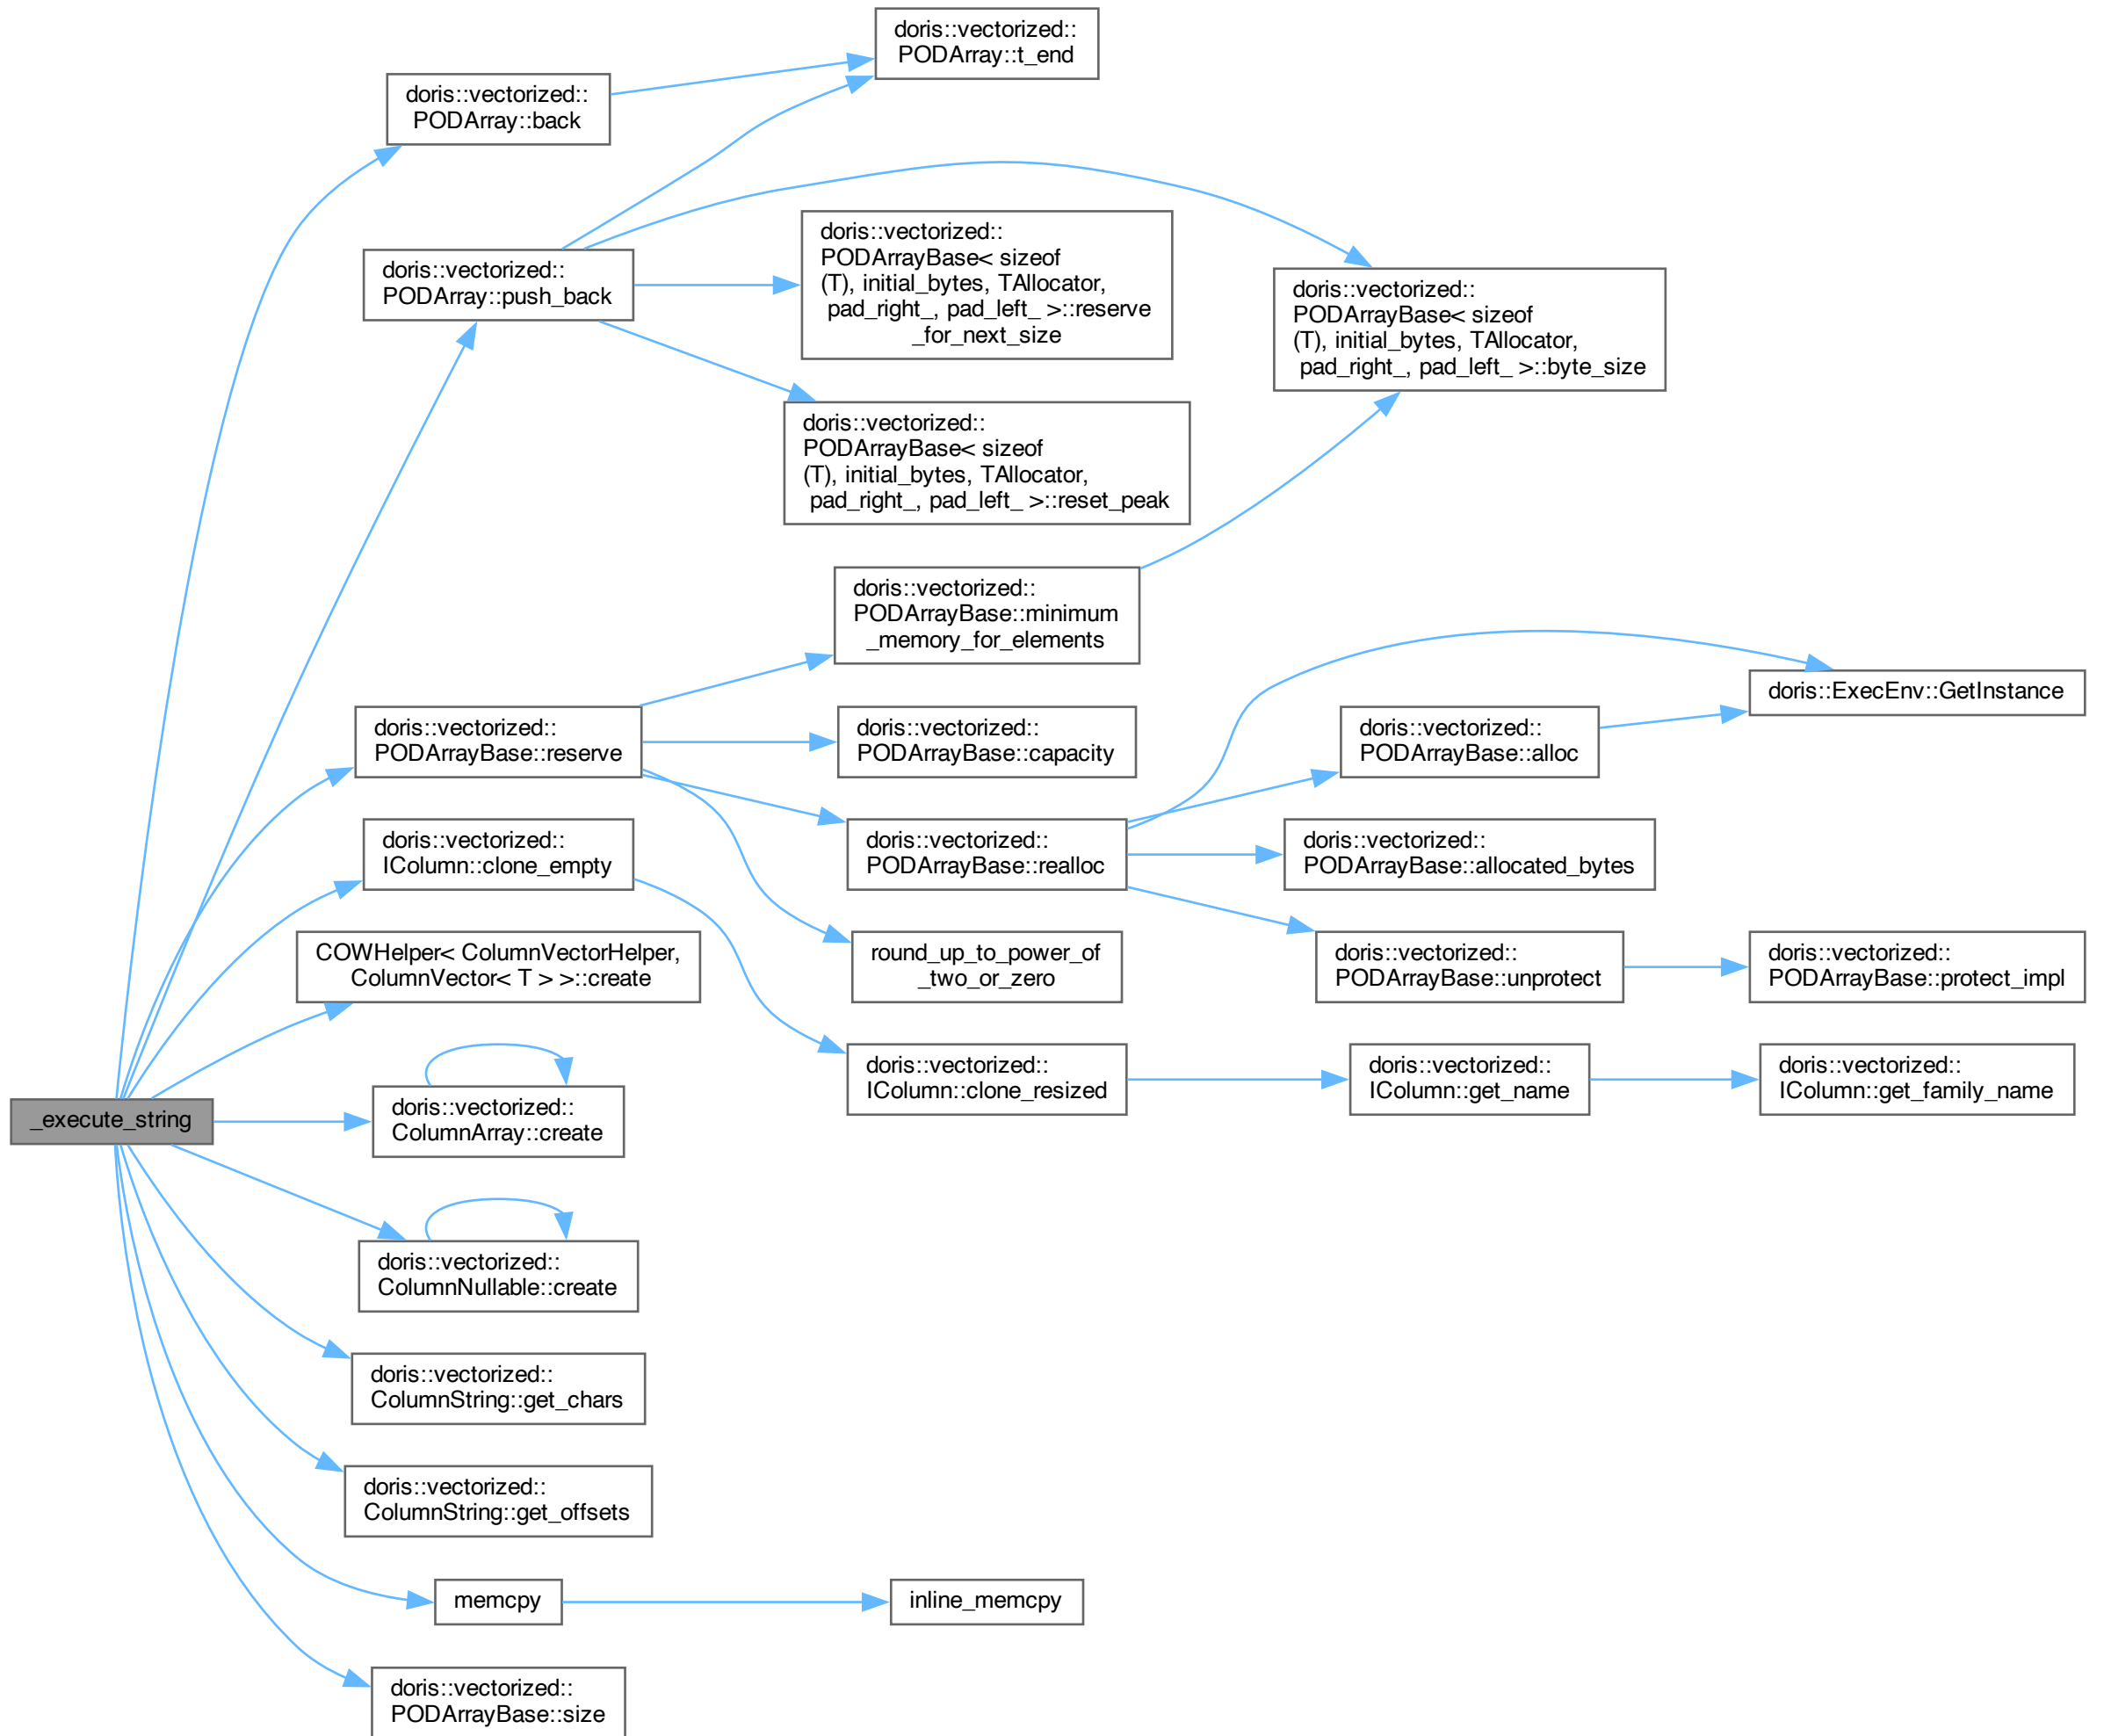 doris::vectorized::
PODArray::t_end
doris::vectorized::
PODArray::back
doris::vectorized::
PODArrayBase< sizeof
(T), initial_bytes, TAllocator,
pad_right_, pad_left_ >::reserve
_for_next_size
doris::vectorized::
PODArray::push_back
doris::vectorized::
PODArrayBase< sizeof
(T), initial_bytes, TAllocator,
pad_right_, pad_left_ >::byte_size
doris::vectorized::
PODArrayBase< sizeof
(T), initial_bytes, TAllocator,
pad_right_, pad_left_ >::reset_peak
doris::vectorized::
PODArrayBase::minimum
_memory_for_elements
doris::ExecEnv::GetInstance
doris::vectorized::
PODArrayBase::reserve
doris::vectorized::
PODArrayBase::capacity
doris::vectorized::
PODArrayBase::alloc
doris::vectorized::
IColumn::clone_empty
doris::vectorized::
PODArrayBase::realloc
doris::vectorized::
PODArrayBase::allocated_bytes
COWHelper< ColumnVectorHelper,
ColumnVector< T > >::create
round_up_to_power_of
_two_or_zero
doris::vectorized::
PODArrayBase::unprotect
doris::vectorized::
PODArrayBase::protect_impl
_execute_string
doris::vectorized::
ColumnArray::create
doris::vectorized::
IColumn::clone_resized
doris::vectorized::
IColumn::get_name
doris::vectorized::
IColumn::get_family_name
doris::vectorized::
ColumnNullable::create
doris::vectorized::
ColumnString::get_chars
doris::vectorized::
ColumnString::get_offsets
memcpy
inline_memcpy
doris::vectorized::
PODArrayBase::size